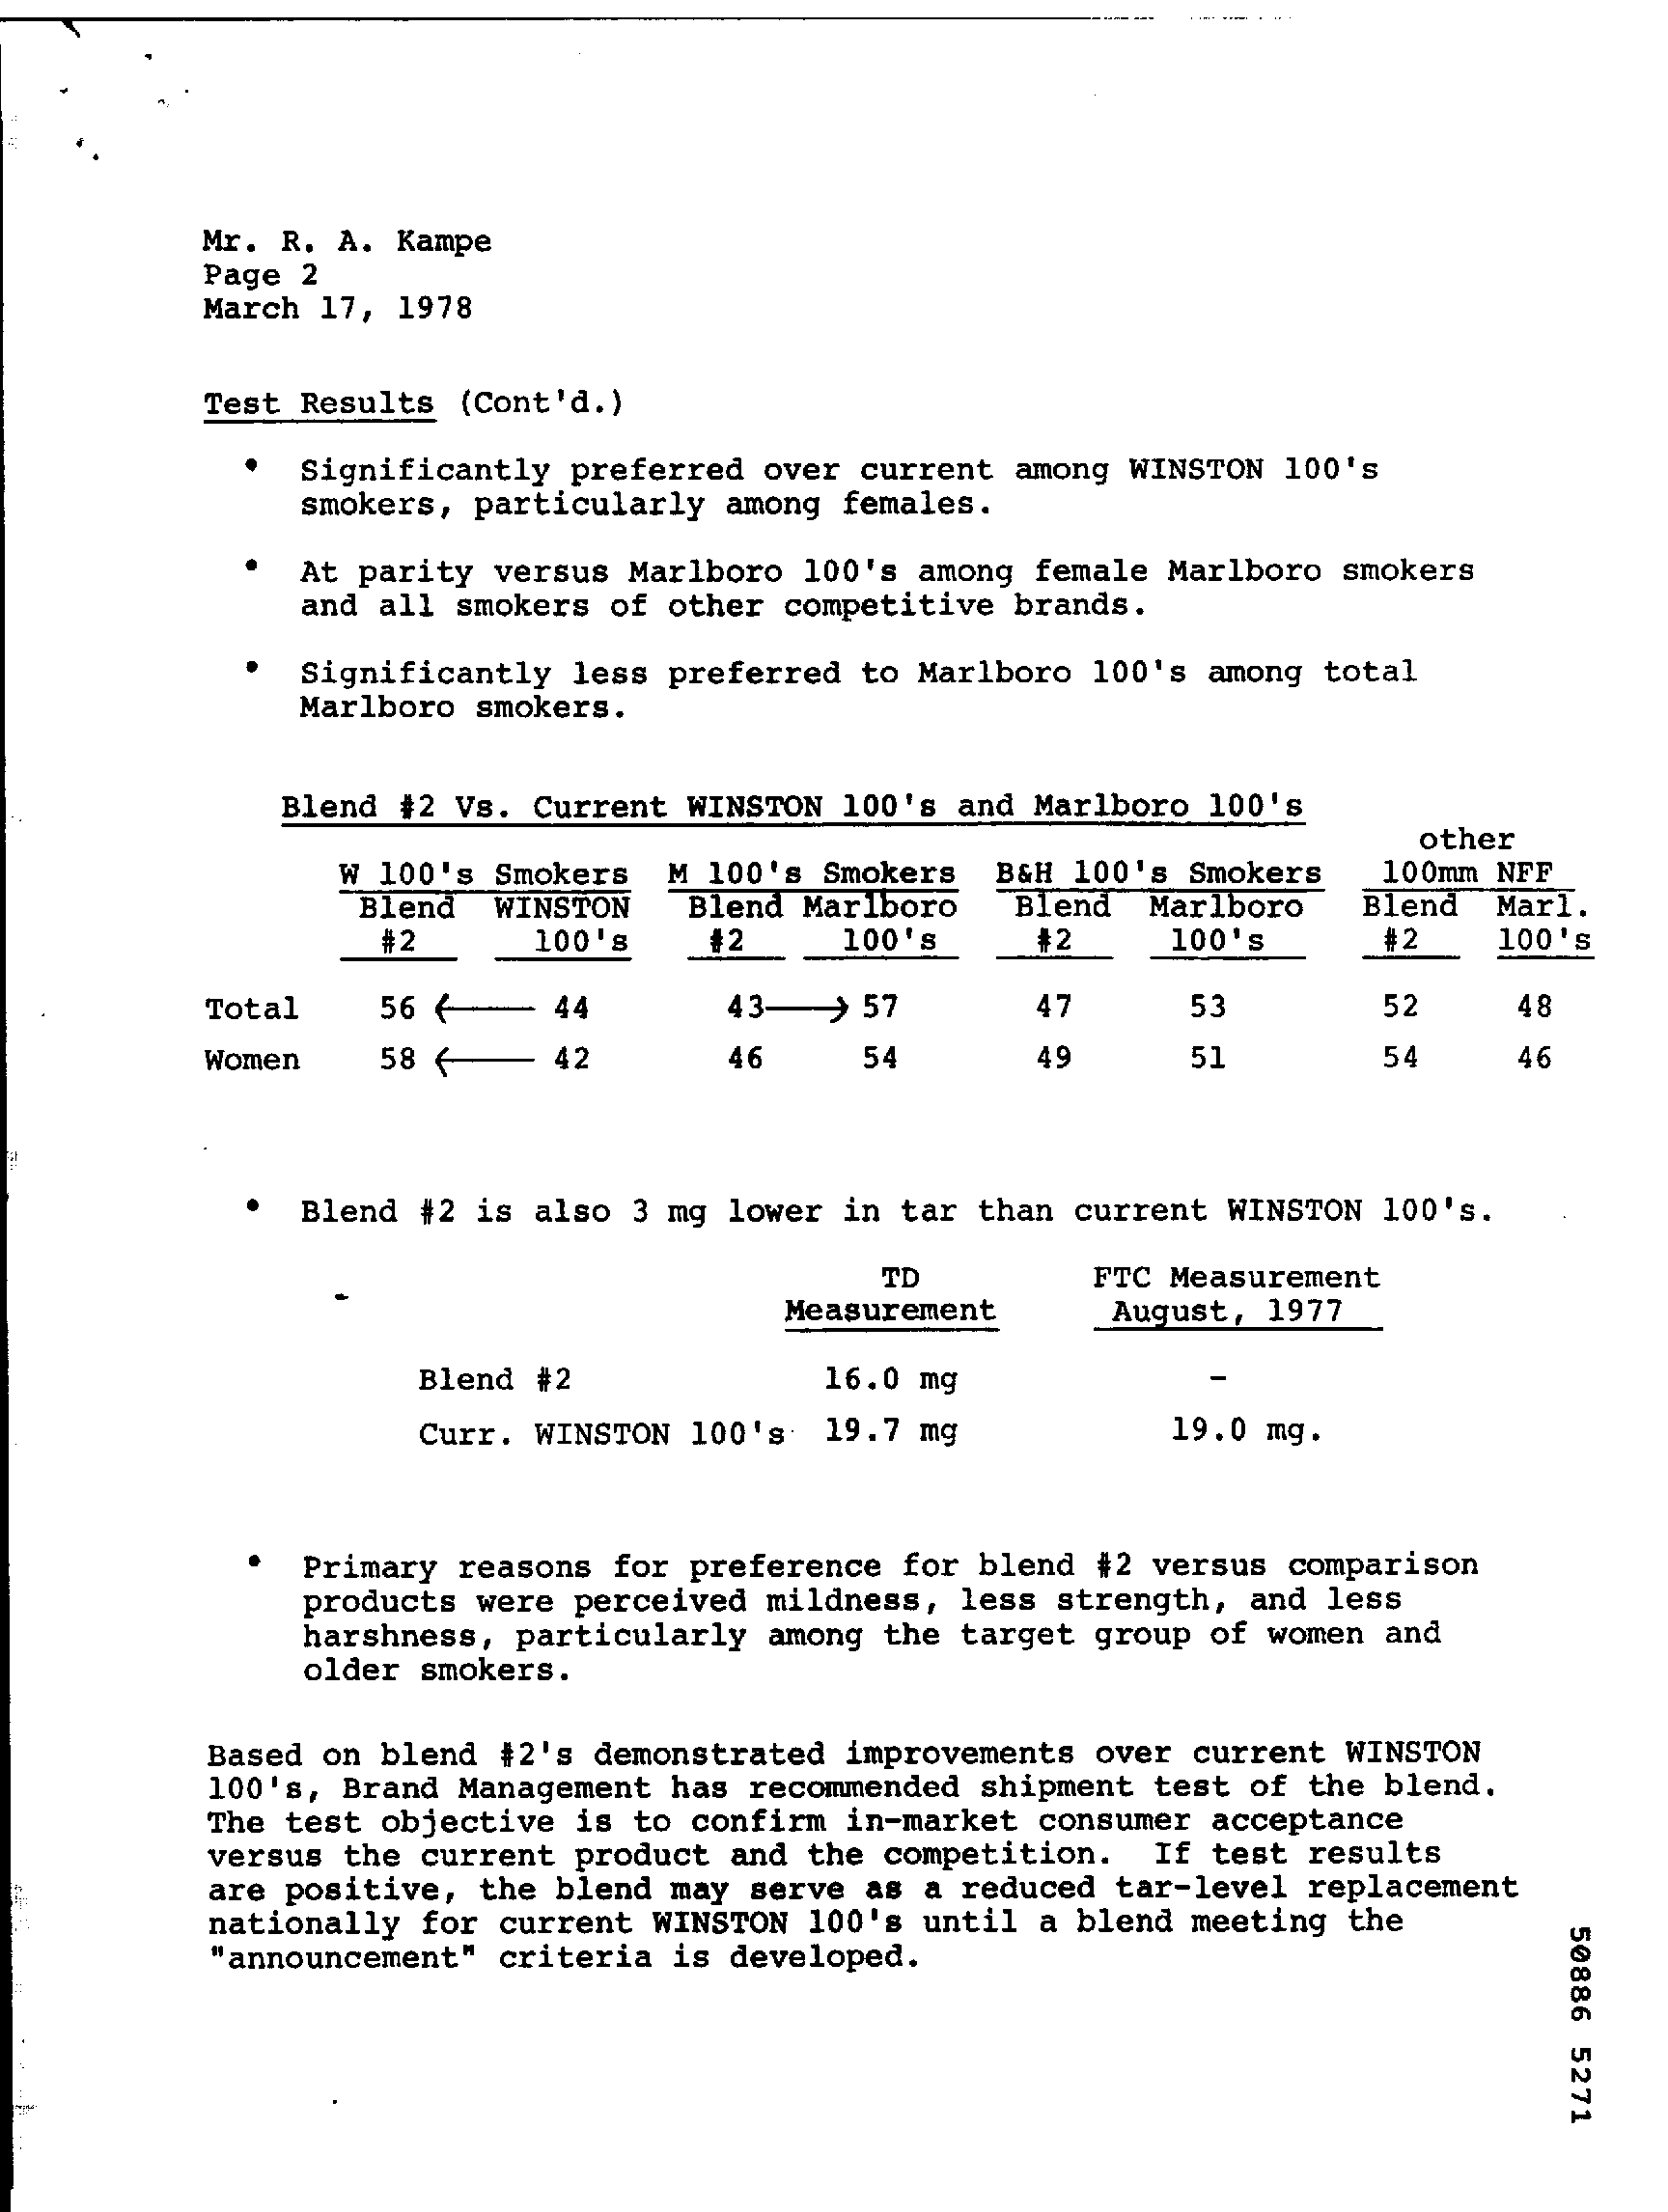 Mr. R. A. Kampe
Page 2
March 17, 1978
Test Results (Cont'd.)
• Significantly preferred over current among WINSTON 100's
smokers, particularly among females.
• At parity versus Marlboro 100's among female Marlboro smokers
and all smokers of other competitive brands.
• Significantly less preferred to Marlboro 100's among total
Marlboro smokers.
Blend #2 Vs. Current WINSTON 100's and Marlboro 100's
other
W 100's Smokers M 100's Smokers B&H 100's Smokers 100mm NFF
Blend WINSTON Blend Marlboro Blend Marlboro Blend Marl.
#2 100's #2 100's #2 100's #2 100's
Total 56 ← 44 43 → 57 47 53 52 48
Women 58 ← 42 46 54 49 51 54 46
• Blend #2 is also 3 mg lower in tar than current WINSTON 100's.
TD FTC Measurement
Measurement August, 1977
Blend #2 16.0 mg -
Curr. WINSTON 100's 19.7 mg 19.0 mg.
• Primary reasons for preference for blend #2 versus comparison
products were perceived mildness, less strength, and less
harshness, particularly among the target group of women and
older smokers.
Based on blend #2's demonstrated improvements over current WINSTON
100's, Brand Management has recommended shipment test of the blend.
The test objective is to confirm in-market consumer acceptance
versus the current product and the competition. If test results
are positive, the blend may serve as a reduced tar-level replacement
nationally for current WINSTON 100's until a blend meeting the
"announcement" criteria is developed.
50886 5271